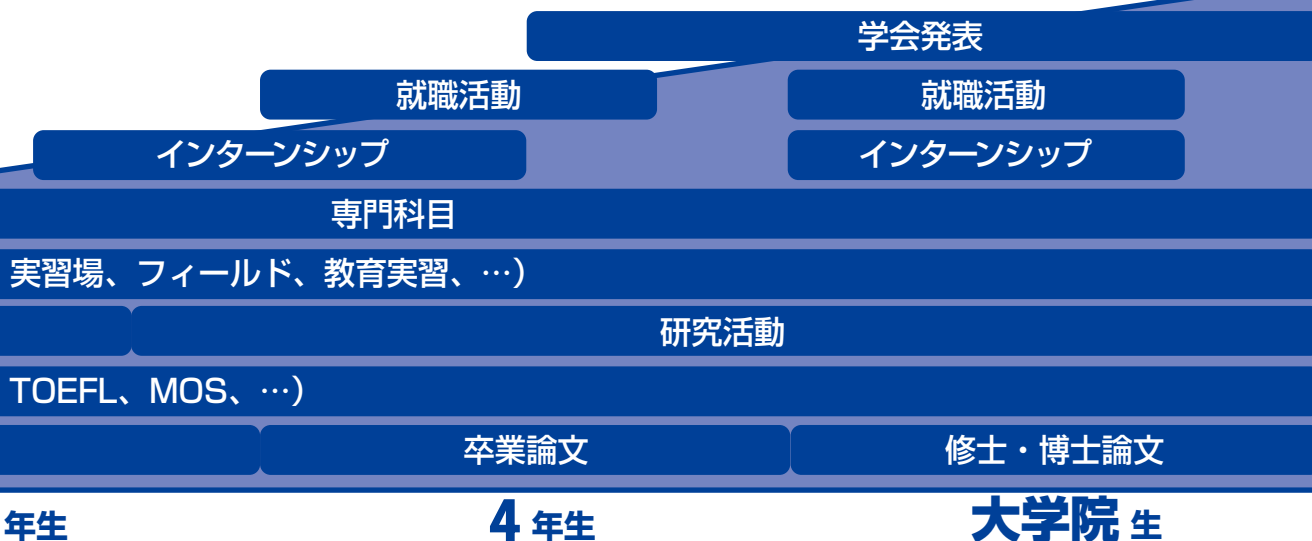 学会発表
就職活動 就職活動
インターンシップ インターンシップ
専門科目
実習場、フィールド、教育実習、…）
研究活動
TOEFL、MOS、…）
卒業論文 修士・博士論文
年生 4 年生 大学院 生